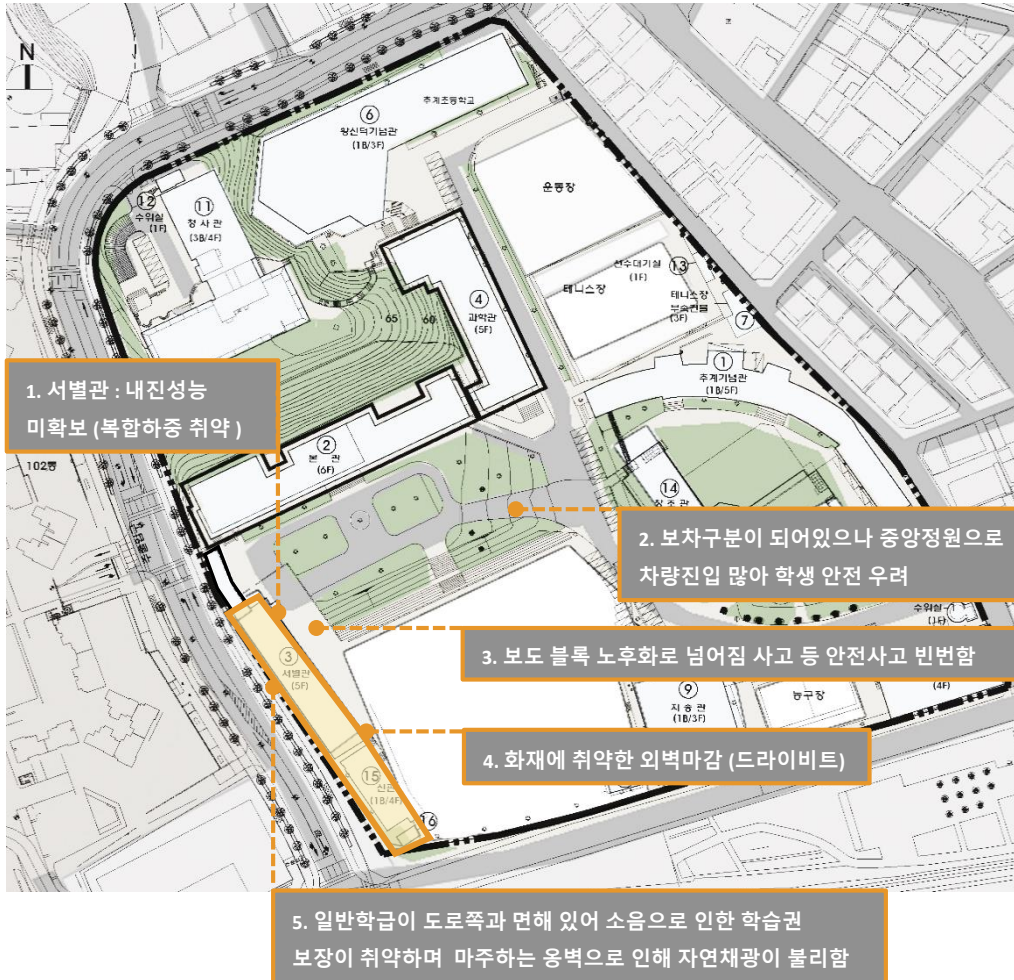 N
추계초등학교
⑥
황신덕기념관
(1B/3F)
⑫
수위실
(1F)
⑪
창사관
(3B/4F)
운동장
선수대기실
(1F)
⑬
테니스장
테니스장
부속건물
(3F)
⑦
④
과학관
(5F)
65
60
①
추계기념관
(1B/5F)
1. 서별관 : 내진성능
미확보 (복합하중 취약 )
102동
②
본 관
(6F)
⑭
창조관
2. 보차구분이 되어있으나 중앙정원으로
차량진입 많아 학생 안전 우려
수위실
(1F)
3. 보도 블록 노후화로 넘어짐 사고 등 안전사고 빈번함
③
서별관
(5F)
⑨
지송관
(1B/3F)
농구장
(4F)
4. 화재에 취약한 외벽마감 (드라이비트)
⑮
신관
(1B/4F)
16
5. 일반학급이 도로쪽과 면해 있어 소음으로 인한 학습권
보장이 취약하며 마주하는 옹벽으로 인해 자연채광이 불리함